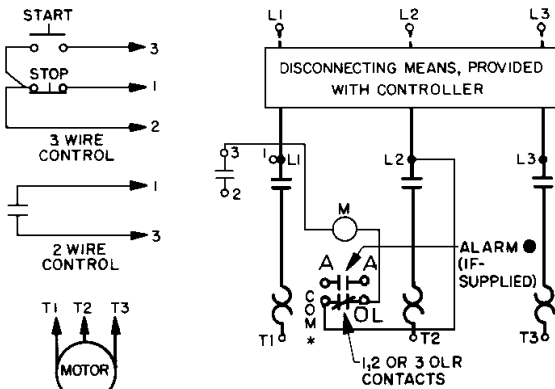 START
3
STOP
1
2
3 WIRE
CONTROL
1
3
2 WIRE
CONTROL
T1 T2 T3
MOTOR
L1 L2 L3
DISCONNECTING MEANS, PROVIDED
WITH CONTROLLER
3
2
1 L1
L2
L3
M
A A
ALARM
(IF-
SUPPLIED
COM *
OL
T1
T2
T3
1,2 OR 3 OLR
CONTACTS